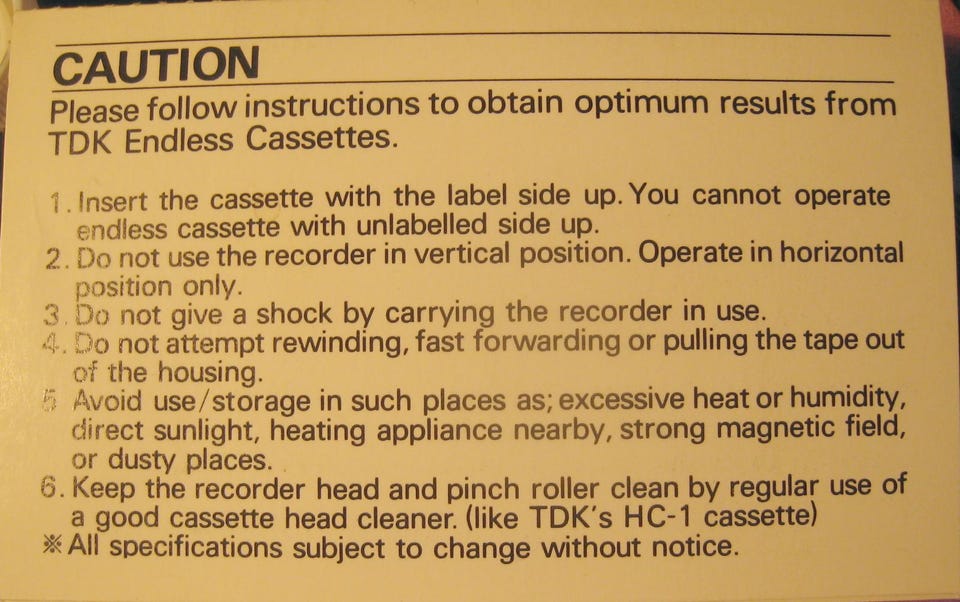 CAUTION
Please follow instructions to obtain optimum results from
TDK Endless Cassettes.
1. Insert the cassette with the label side up. You cannot operate
endless cassette with unlabelled side up.
2. Do not use the recorder in vertical position. Operate in horizontal
position only.
3. Do not give a shock by carrying the recorder in use.
4. Do not attempt rewinding, fast forwarding or pulling the tape out
of the housing.
5 Avoid use/storage in such places as; excessive heat or humidity,
direct sunlight, heating appliance nearby, strong magnetic field,
or dusty places.
6. Keep the recorder head and pinch roller clean by regular use of
a good cassette head cleaner. (like TDK's HC-1 cassette)
※ All specifications subject to change without notice.